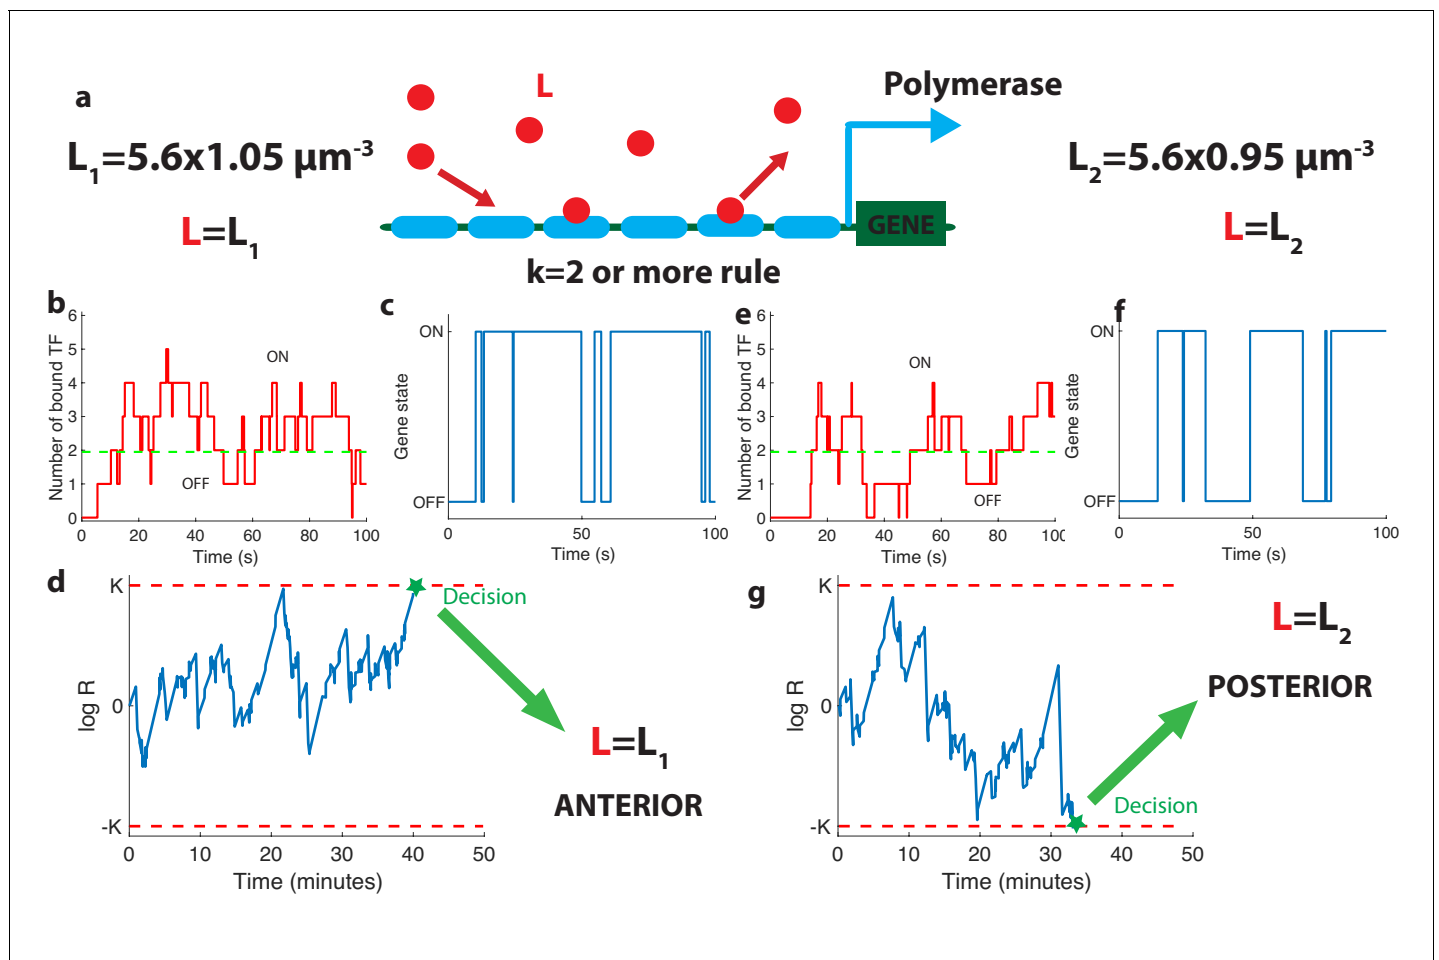 a
L
Polymerase
L1=5.6x1.05 µm-3
L2=5.6x0.95 µm-3
L=L1
GENE
L=L2
k=2 or more rule
b
Number of bound TF
6
5
4
3
2
1
0
ON
OFF
0 20 40 60 80 100
Time (s)
c
Gene state
ON
OFF
0 50 100
Time (s)
e
Number of bound TF
6
5
4
3
2
1
0
ON
OFF
0 20 40 60 80 100
Time (s)
f
Gene state
ON
OFF
0 50 100
Time (s)
d
log R
K
0
-K
Decision
0 10 20 30 40 50
Time (minutes)
L=L1
ANTERIOR
g
log R
K
0
-K
Decision
0 10 20 30 40 50
Time (minutes)
L=L2
POSTERIOR